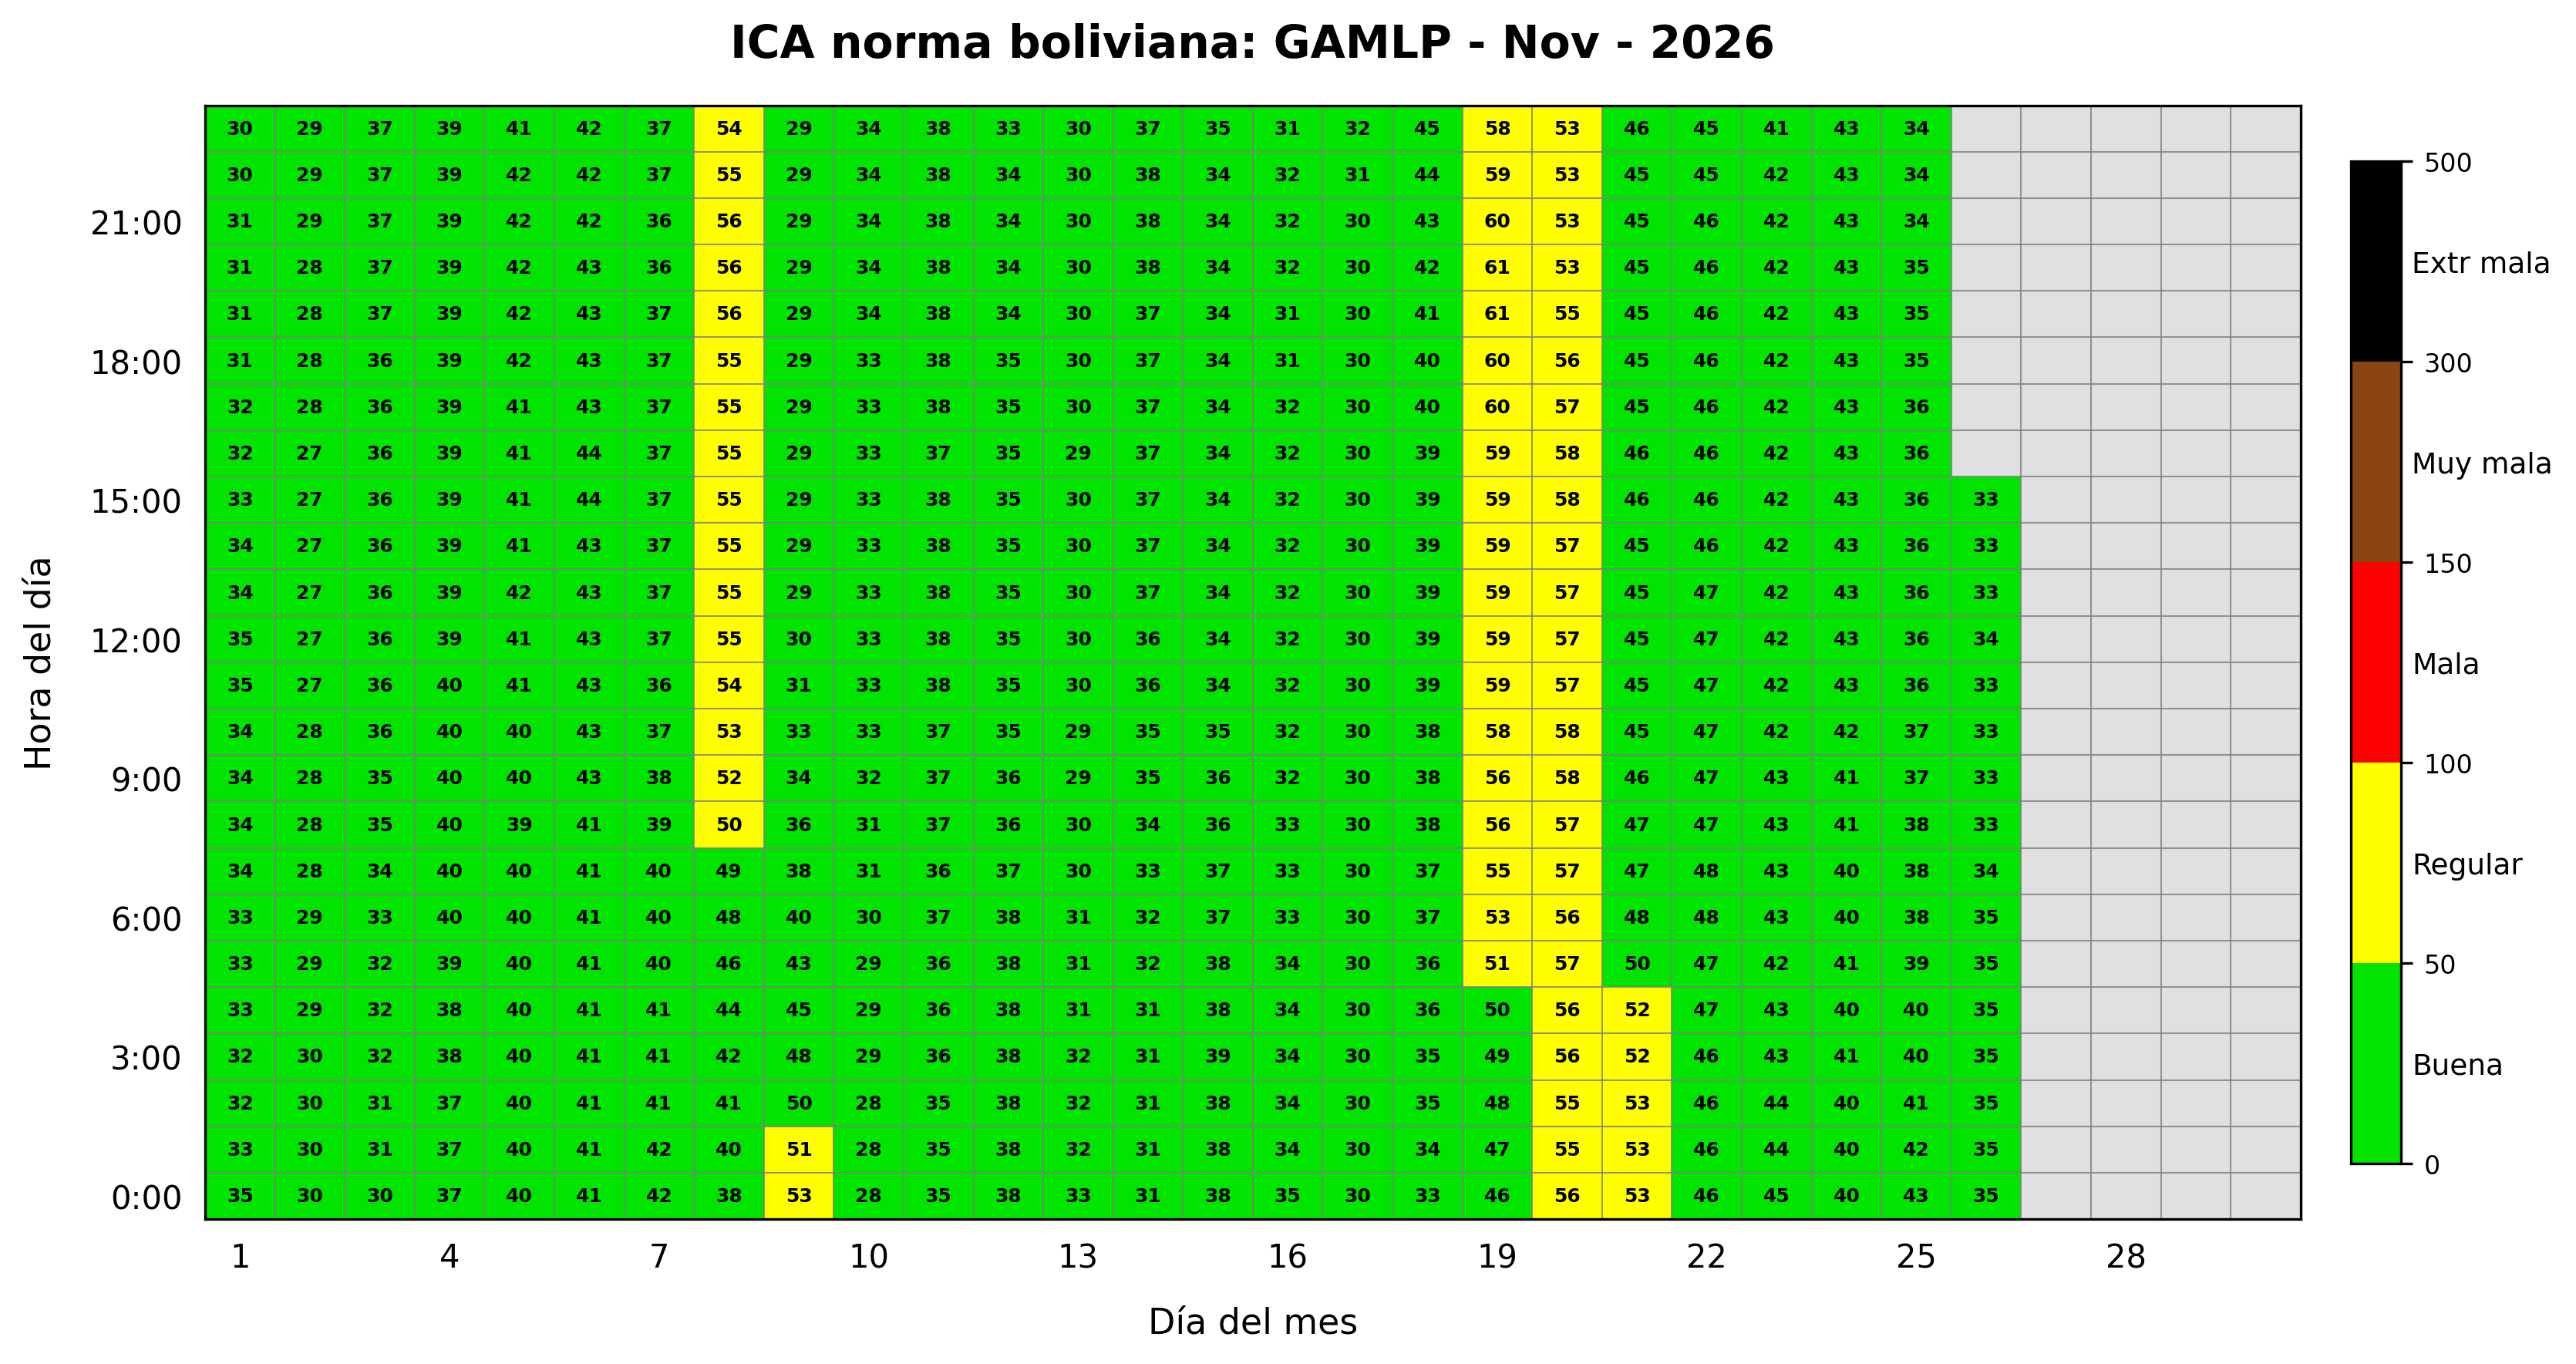 ICA norma boliviana: GAMLP - Nov - 2026
30 29 37 39 41 42 37 54 29 34 38 33 30 37 35 31 32 45 58 53 46 45 41 43 34
30 29 37 39 42 42 37 55 29 34 38 34 30 38 34 32 31 44 59 53 45 45 42 43 34
21:00 31 29 37 39 42 42 36 56 29 34 38 34 30 38 34 32 30 43 60 53 45 46 42 43 34
31 28 37 39 42 43 36 56 29 34 38 34 30 38 34 32 30 42 61 53 45 46 42 43 35
31 28 37 39 42 43 37 56 29 34 38 34 30 37 34 31 30 41 61 55 45 46 42 43 35
18:00 31 28 36 39 42 43 37 55 29 33 38 35 30 37 34 31 30 40 60 56 45 46 42 43 35
32 28 36 39 41 43 37 55 29 33 38 35 30 37 34 32 30 40 60 57 45 46 42 43 36
32 27 36 39 41 44 37 55 29 33 37 35 29 37 34 32 30 39 59 58 46 46 42 43 36
15:00 33 27 36 39 41 44 37 55 29 33 38 35 30 37 34 32 30 39 59 58 46 46 42 43 36 33
34 27 36 39 41 43 37 55 29 33 38 35 30 37 34 32 30 39 59 57 45 46 42 43 36 33
34 27 36 39 42 43 37 55 29 33 38 35 30 37 34 32 30 39 59 57 45 47 42 43 36 33
12:00 35 27 36 39 41 43 37 55 30 33 38 35 30 36 34 32 30 39 59 57 45 47 42 43 36 34
35 27 36 40 41 43 36 54 31 33 38 35 30 36 34 32 30 39 59 57 45 47 42 43 36 33
34 28 36 40 40 43 37 53 33 33 37 35 29 35 35 32 30 38 58 58 45 47 42 42 37 33
9:00 34 28 35 40 40 43 38 52 34 32 37 36 29 35 36 32 30 38 56 58 46 47 43 41 37 33
34 28 35 40 39 41 39 50 36 31 37 36 30 34 36 33 30 38 56 57 47 47 43 41 38 33
34 28 34 40 40 41 40 49 38 31 36 37 30 33 37 33 30 37 55 57 47 48 43 40 38 34
6:00 33 29 33 40 40 41 40 48 40 30 37 38 31 32 37 33 30 37 53 56 48 48 43 40 38 35
33 29 32 39 40 41 40 46 43 29 36 38 31 32 38 34 30 36 51 57 50 47 42 41 39 35
33 29 32 38 40 41 41 44 45 29 36 38 31 31 38 34 30 36 50 56 52 47 43 40 40 35
3:00 32 30 32 38 40 41 41 42 48 29 36 38 32 31 39 34 30 35 49 56 52 46 43 41 40 35
32 30 31 37 40 41 41 41 50 28 35 38 32 31 38 34 30 35 48 55 53 46 44 40 41 35
33 30 31 37 40 41 42 40 51 28 35 38 32 31 38 34 30 34 47 55 53 46 44 40 42 35
0:00 35 30 30 37 40 41 42 38 53 28 35 38 33 31 38 35 30 33 46 56 53 46 45 40 43 35
1 4 7 10 13 16 19 22 25 28
Día del mes
Hora del día
500
Extr mala
300
Muy mala
150
Mala
100
Regular
50
Buena
0